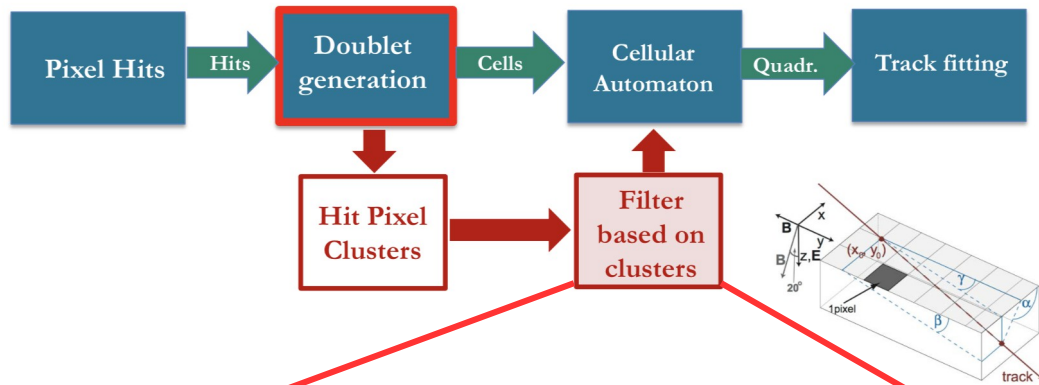 Pixel Hits
Hits
Doublet
generation
Cells
Cellular
Automaton
Quadr.
Track fitting
Hit Pixel
Clusters
Filter
based on
clusters
B
x
y
z,E
B
20°
(x₀, y₀)
1pixel
γ
α
β
track